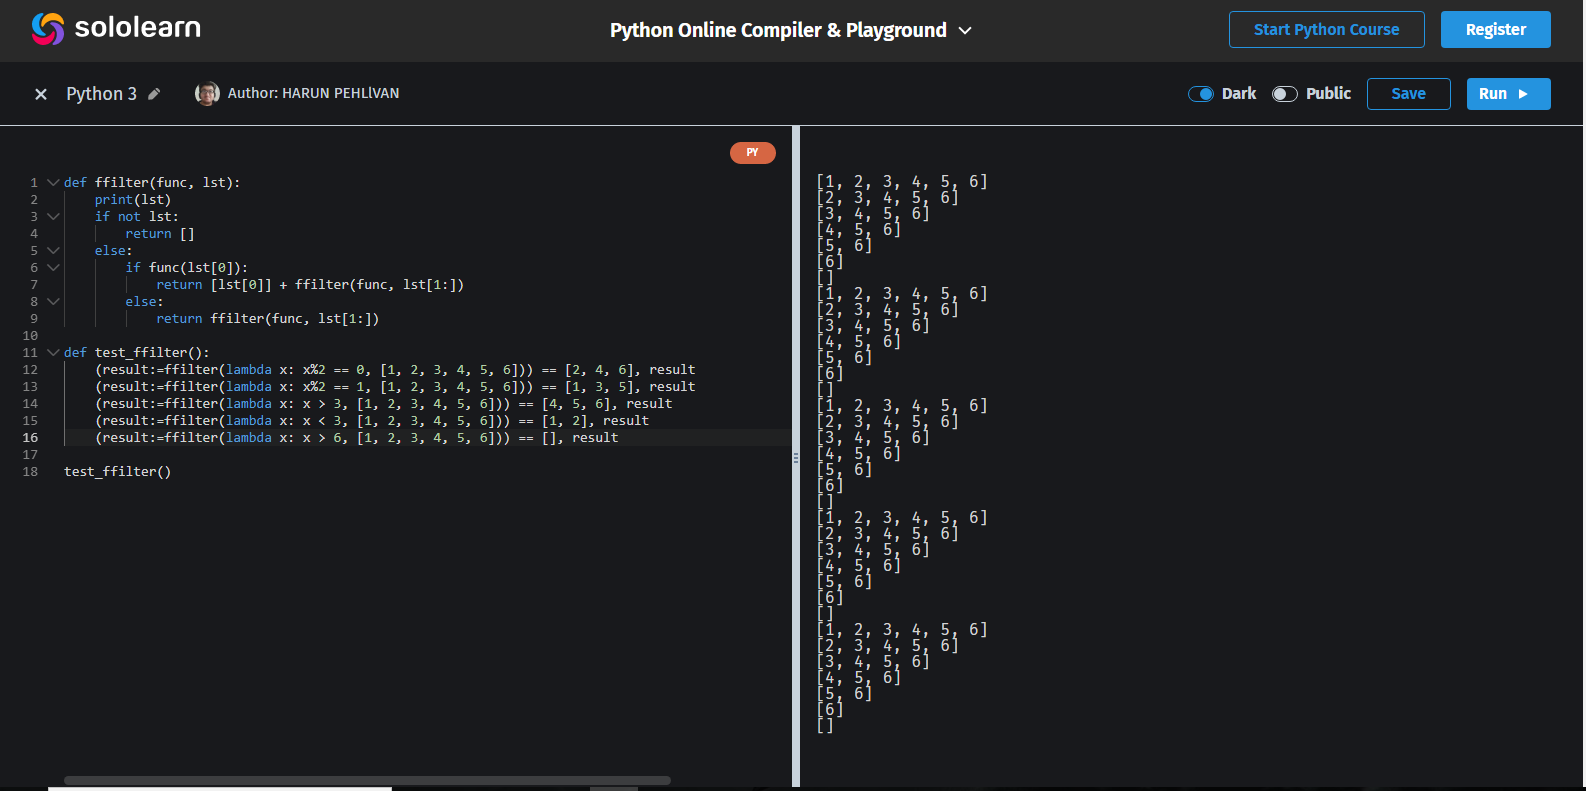 sololearn
Python Online Compiler & Playground
Start Python Course
Register
Python 3
Author: HARUN PEHLİVAN
Dark
Public
Save
Run
PY
1 def ffilter(func, lst):
2     print(lst)
3     if not lst:
4         return []
5     else:
6         if func(lst[0]):
7             return [lst[0]] + ffilter(func, lst[1:])
8         else:
9             return ffilter(func, lst[1:])
10
11 def test_ffilter():
12     (result:=ffilter(lambda x: x%2 == 0, [1, 2, 3, 4, 5, 6])) == [2, 4, 6], result
13     (result:=ffilter(lambda x: x%2 == 1, [1, 2, 3, 4, 5, 6])) == [1, 3, 5], result
14     (result:=ffilter(lambda x: x > 3, [1, 2, 3, 4, 5, 6])) == [4, 5, 6], result
15     (result:=ffilter(lambda x: x < 3, [1, 2, 3, 4, 5, 6])) == [1, 2], result
16     (result:=ffilter(lambda x: x > 6, [1, 2, 3, 4, 5, 6])) == [], result
17
18 test_ffilter()
[1, 2, 3, 4, 5, 6]
[2, 3, 4, 5, 6]
[3, 4, 5, 6]
[4, 5, 6]
[5, 6]
[6]
[]
[1, 2, 3, 4, 5, 6]
[2, 3, 4, 5, 6]
[3, 4, 5, 6]
[4, 5, 6]
[5, 6]
[6]
[]
[1, 2, 3, 4, 5, 6]
[2, 3, 4, 5, 6]
[3, 4, 5, 6]
[4, 5, 6]
[5, 6]
[6]
[]
[1, 2, 3, 4, 5, 6]
[2, 3, 4, 5, 6]
[3, 4, 5, 6]
[4, 5, 6]
[5, 6]
[6]
[]
[1, 2, 3, 4, 5, 6]
[2, 3, 4, 5, 6]
[3, 4, 5, 6]
[4, 5, 6]
[5, 6]
[6]
[]